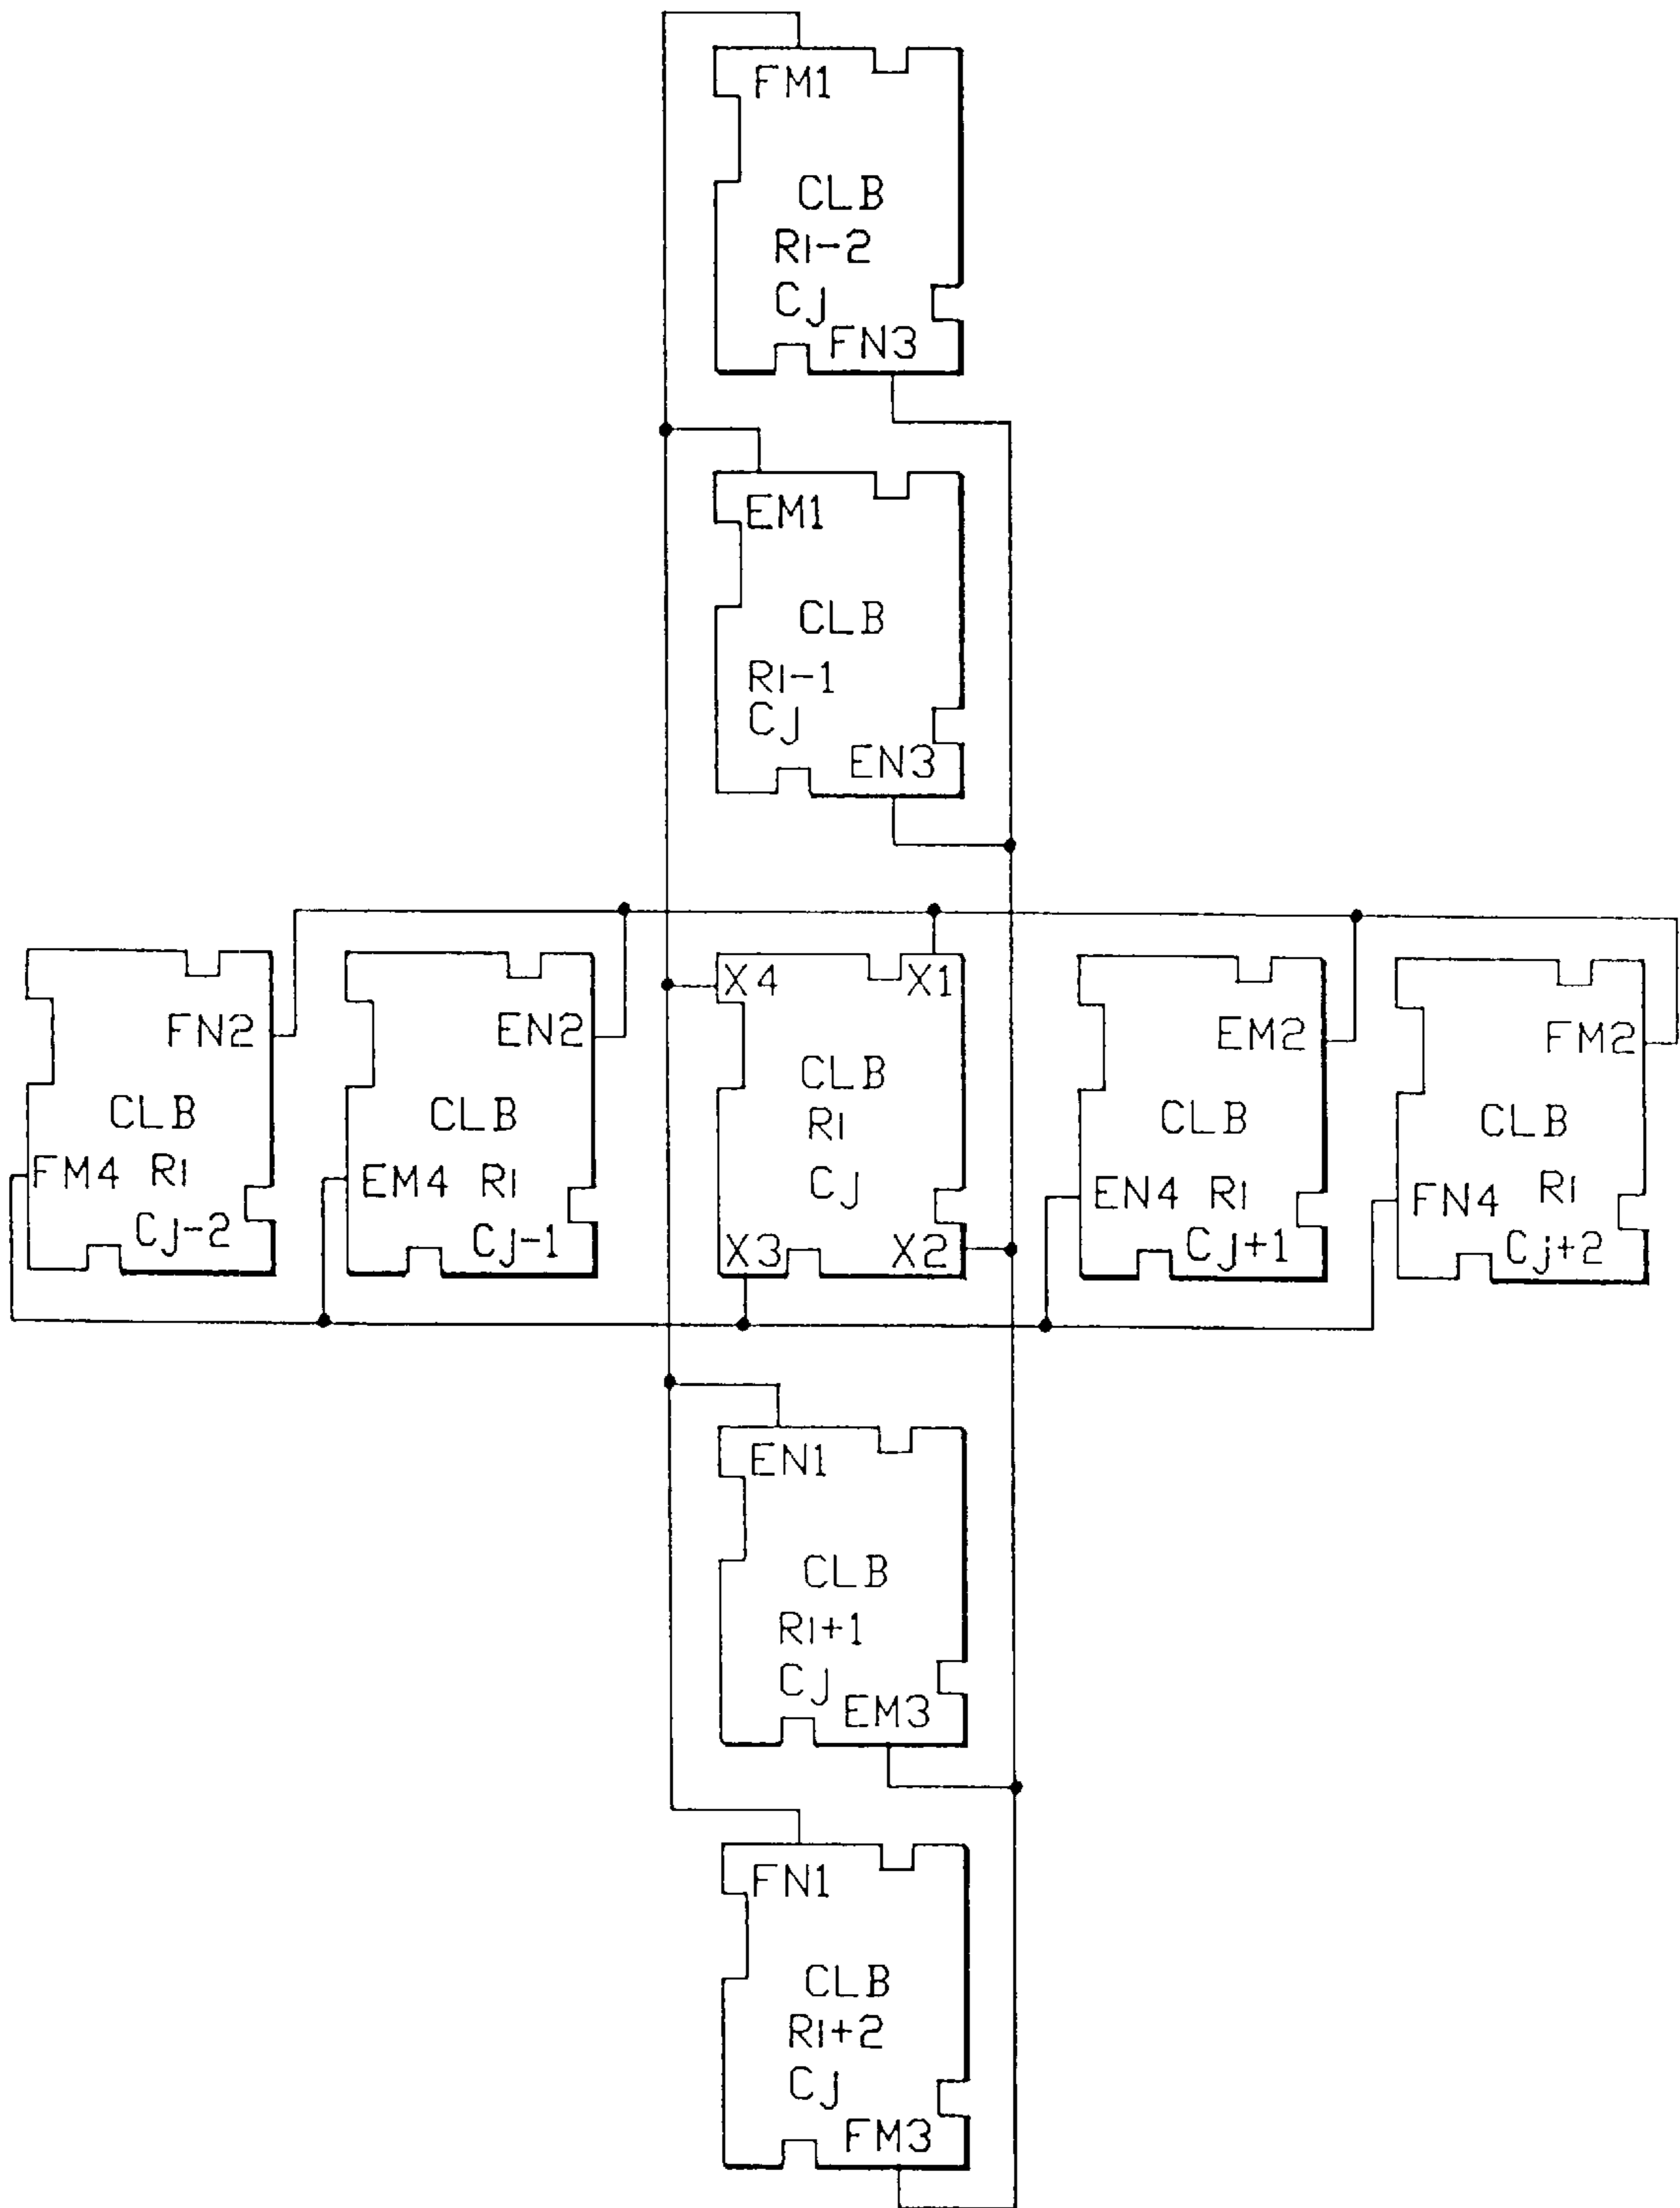 FM1
CLB
Ri-2
Cj
FN3
EM1
CLB
Ri-1
Cj
EN3
FN2
CLB
FM4 Ri
Cj-2
EN2
CLB
EM4 Ri
Cj-1
X4 X1
CLB
Ri
Cj
X3 X2
EM2
CLB
EN4 Ri
Cj+1
FM2
CLB
Ri
FN4
Cj+2
EN1
CLB
Ri+1
Cj
EM3
FN1
CLB
Ri+2
Cj
FM3